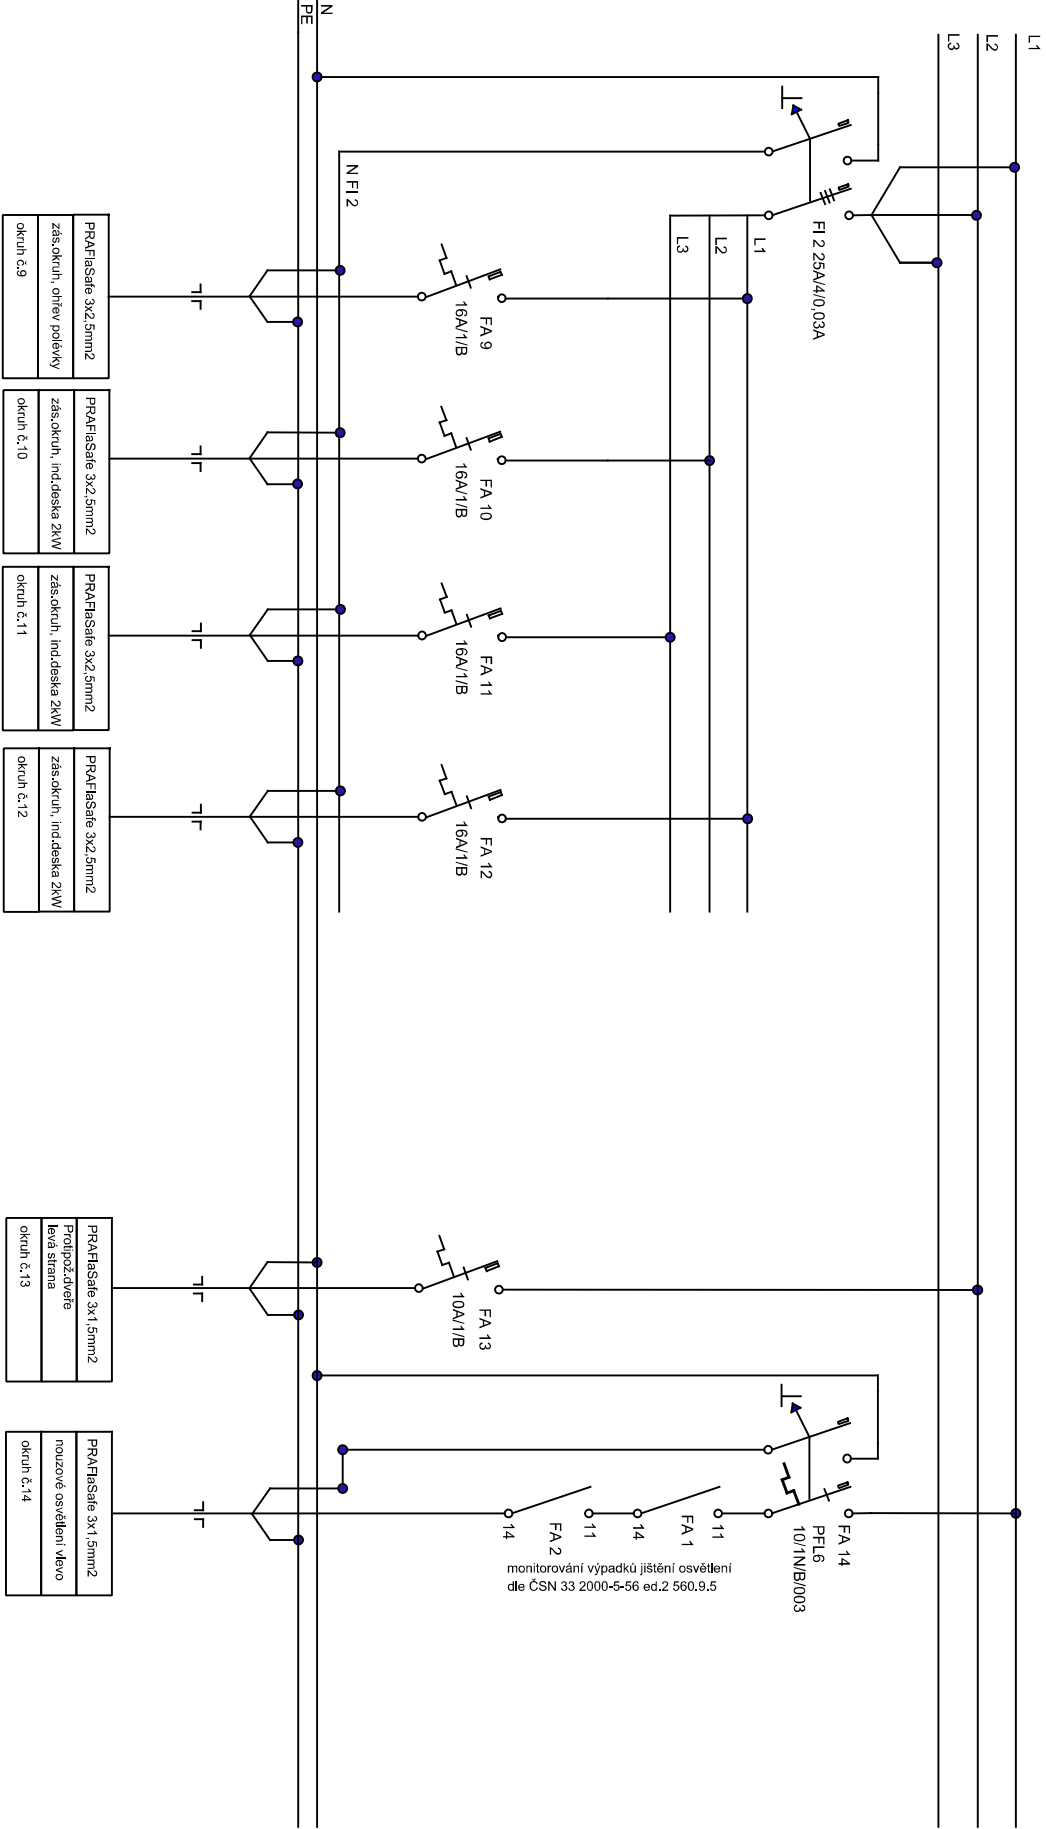 L1
L2
L3
N
PE
FI 2 25A/4/0,03A
N FI 2
L1
L2
L3
FA 9
16A/1/B
FA 10
16A/1/B
FA 11
16A/1/B
FA 12
16A/1/B
FA 13
10A/1/B
FA 14
PFL6
10/1N/B/003
11
FA 1
14
11
FA 2
14
monitorování výpadků jištění osvětlení
dle ČSN 33 2000-5-56 ed.2 560.9.5
PRAFlaSafe 3x2,5mm2
zás.okruh, ohřev polévky
okruh č.9
PRAFlaSafe 3x2,5mm2
zás.okruh, ind.deska 2kW
okruh č.10
PRAFlaSafe 3x2,5mm2
zás.okruh, ind.deska 2kW
okruh č.11
PRAFlaSafe 3x2,5mm2
zás.okruh, ind.deska 2kW
okruh č.12
PRAFlaSafe 3x1,5mm2
Protipož.dveře
levá strana
okruh č.13
PRAFlaSafe 3x1,5mm2
nouzové osvětlení vlevo
okruh č.14